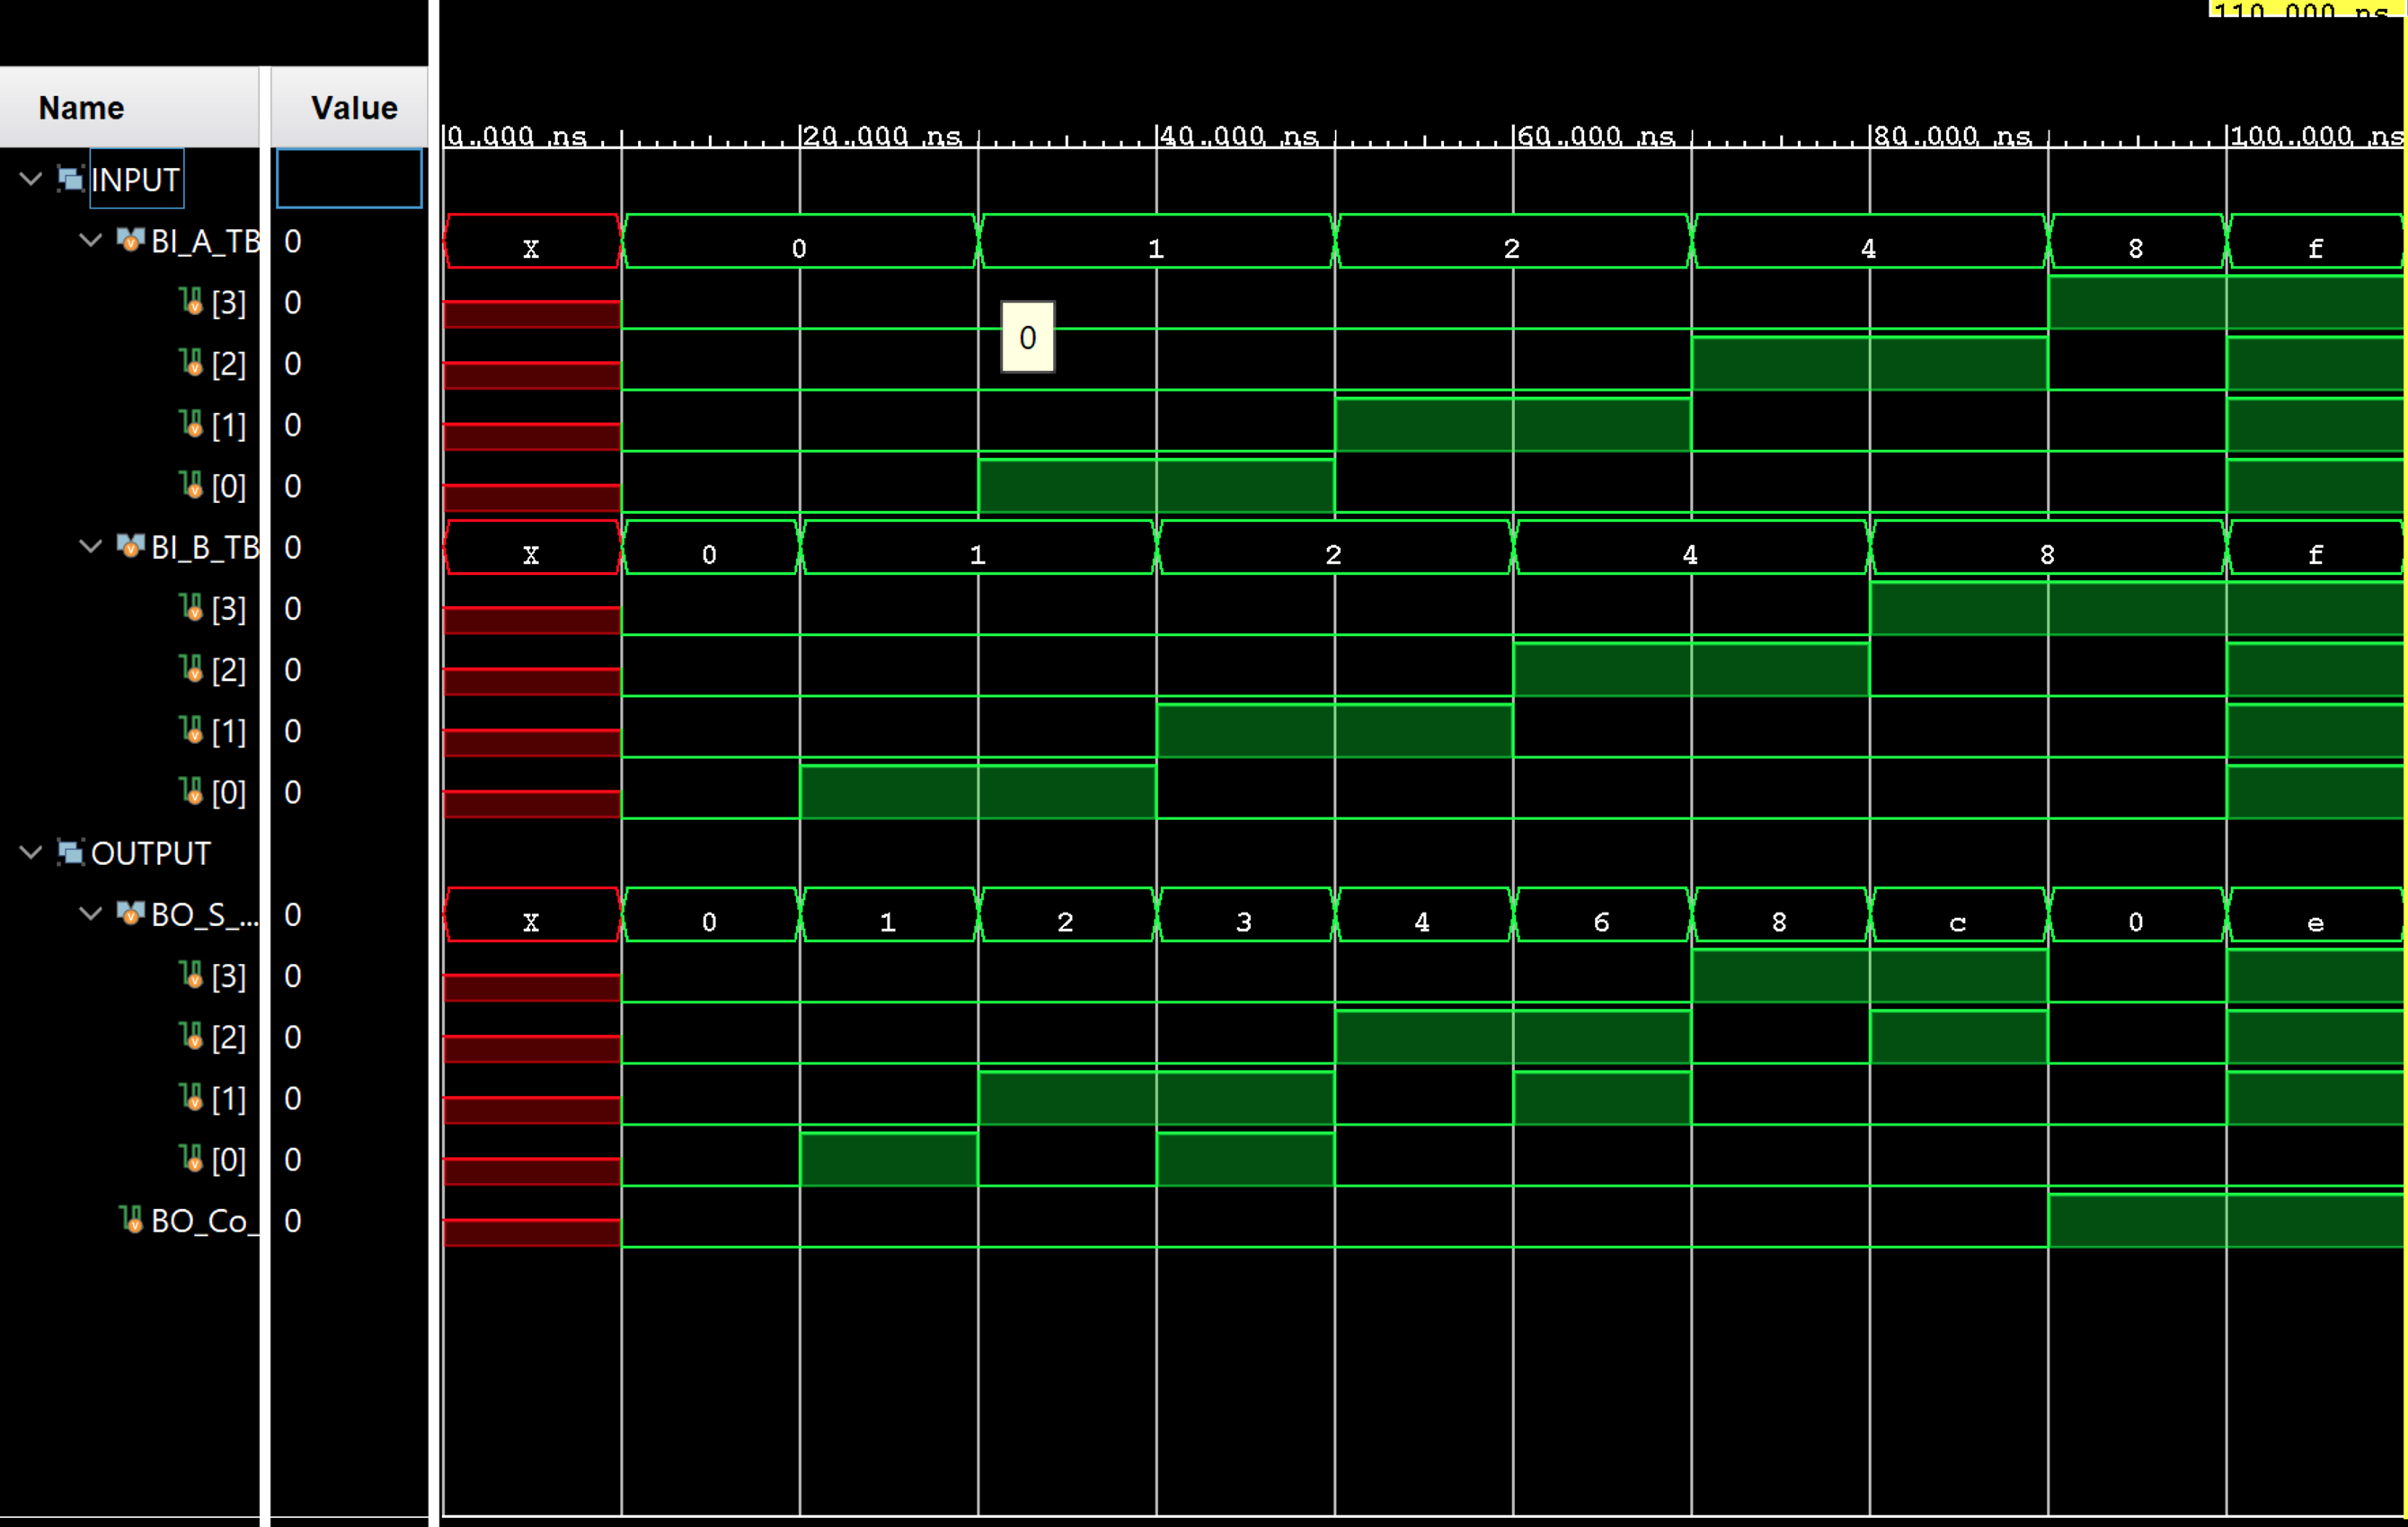 110.000 ns
Name Value
0.000 ns 20.000 ns 40.000 ns 60.000 ns 80.000 ns 100.000 ns
INPUT
BI_A_TB 0 X 0 1 2 4 8 f
[3] 0
0
[2] 0
[1] 0
[0] 0
BI_B_TB 0 X 0 1 2 4 8 f
[3] 0
[2] 0
[1] 0
[0] 0
OUTPUT
BO_S_... 0 X 0 1 2 3 4 6 8 c 0 e
[3] 0
[2] 0
[1] 0
[0] 0
BO_Co_ 0